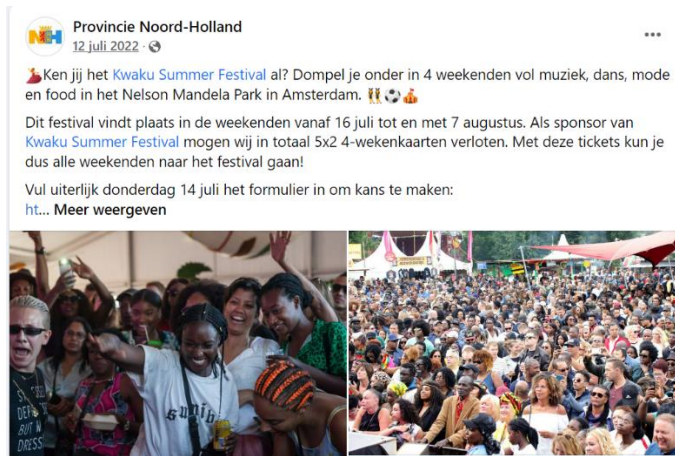 Provincie Noord-Holland
12 juli 2022 ·
Ken jij het Kwaku Summer Festival al? Dompel je onder in 4 weekenden vol muziek, dans, mode
en food in het Nelson Mandela Park in Amsterdam.
Dit festival vindt plaats in de weekenden vanaf 16 juli tot en met 7 augustus. Als sponsor van
Kwaku Summer Festival mogen wij in totaal 5x2 4-wekenkaarten verloten. Met deze tickets kun je
dus alle weekenden naar het festival gaan!
Vul uiterlijk donderdag 14 juli het formulier in om kans te maken:
ht... Meer weergeven
BUT
DRESS